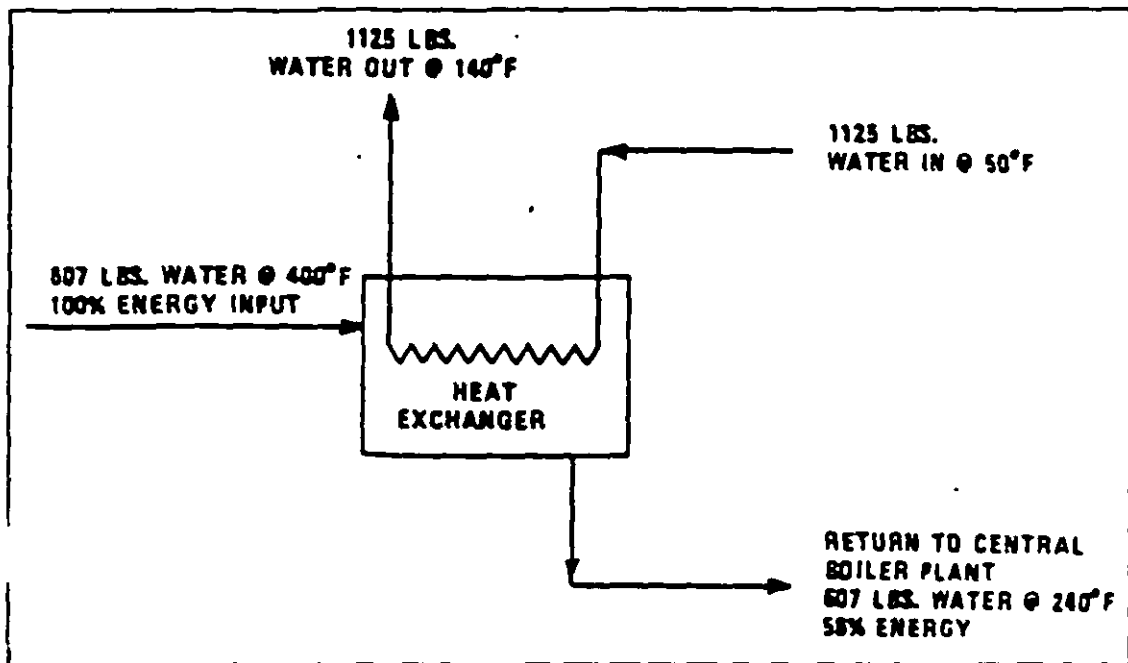 1125 LBS.
WATER OUT @ 140°F
1125 LBS.
WATER IN @ 50°F
607 LBS. WATER @ 400°F
100% ENERGY INPUT
HEAT
EXCHANGER
RETURN TO CENTRAL
BOILER PLANT
607 LBS. WATER @ 240°F
58% ENERGY